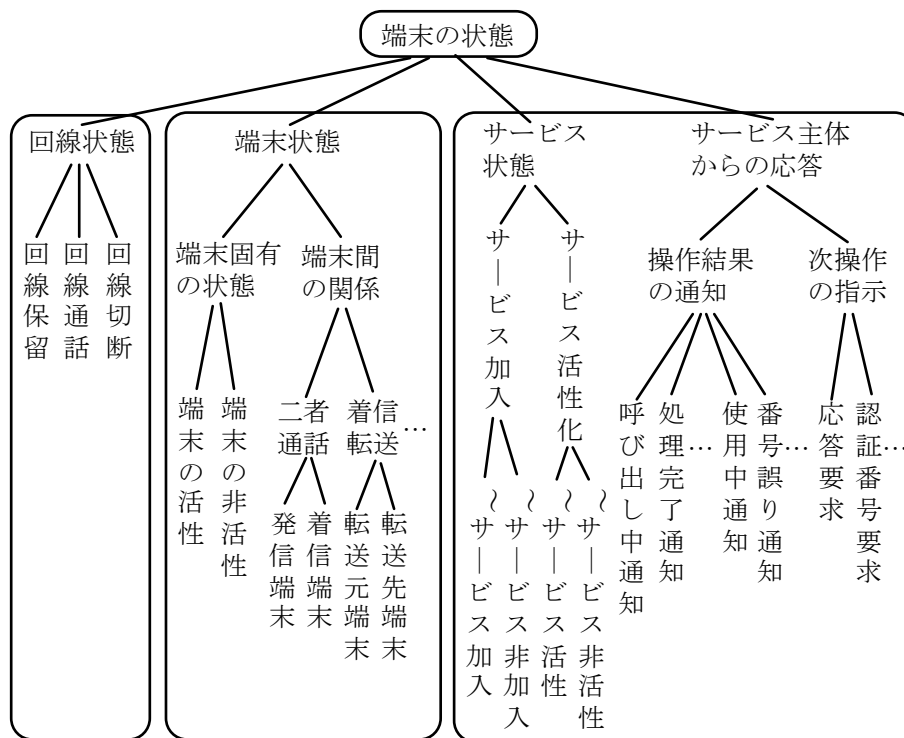 端末の状態
回線状態
回線保留
回線通話
回線切断
端末状態
端末固有
の状態
端末の活性
端末の非活性
端末間
の関係
二者
通話
発信端末
着信端末
着信
転送
転送元端末
転送先端末
…
サービス
状態
サービス加入
～サービス加入
～サービス非加入
サービス活性化
～サービス活性
～サービス非活性
サービス主体
からの応答
操作結果
の通知
呼び出し中通知
処理完了通知
…
使用中通知
番号誤り通知
…
次操作
の指示
応答要求
認証番号要求
…